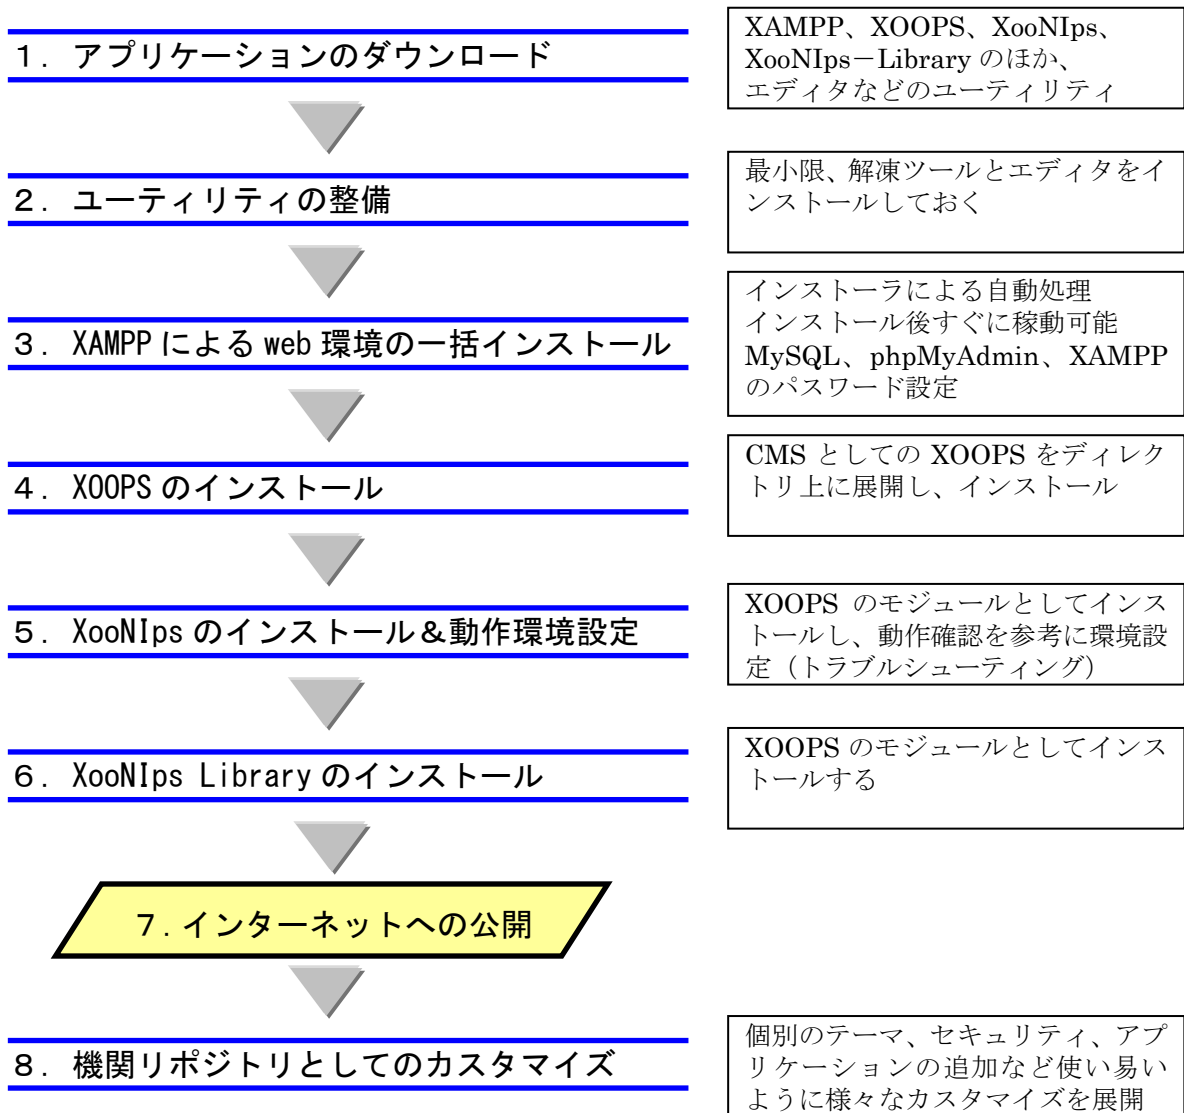 １．アプリケーションのダウンロード
XAMPP、XOOPS、XooNIps、
XooNIps－Library のほか、
エディタなどのユーティリティ
２．ユーティリティの整備
最小限、解凍ツールとエディタをイ
ンストールしておく
３．XAMPP による web 環境の一括インストール
インストーラによる自動処理
インストール後すぐに稼動可能
MySQL、phpMyAdmin、XAMPP
のパスワード設定
４．XOOPS のインストール
CMS としての XOOPS をディレク
トリ上に展開し、インストール
５．XooNIps のインストール＆動作環境設定
XOOPS のモジュールとしてインス
トールし、動作確認を参考に環境設
定（トラブルシューティング）
６．XooNIps Library のインストール
XOOPS のモジュールとしてインス
トールする
７．インターネットへの公開
８．機関リポジトリとしてのカスタマイズ
個別のテーマ、セキュリティ、アプ
リケーションの追加など使い易い
ように様々なカスタマイズを展開